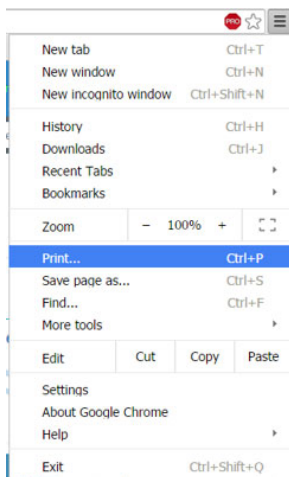 PRO
New tab Ctrl+T
New window Ctrl+N
New incognito window Ctrl+Shift+N
History Ctrl+H
Downloads Ctrl+J
Recent Tabs
Bookmarks
Zoom - 100% +
Print... Ctrl+P
Save page as... Ctrl+S
Find... Ctrl+F
More tools
Edit Cut Copy Paste
Settings
About Google Chrome
Help
Exit Ctrl+Shift+Q